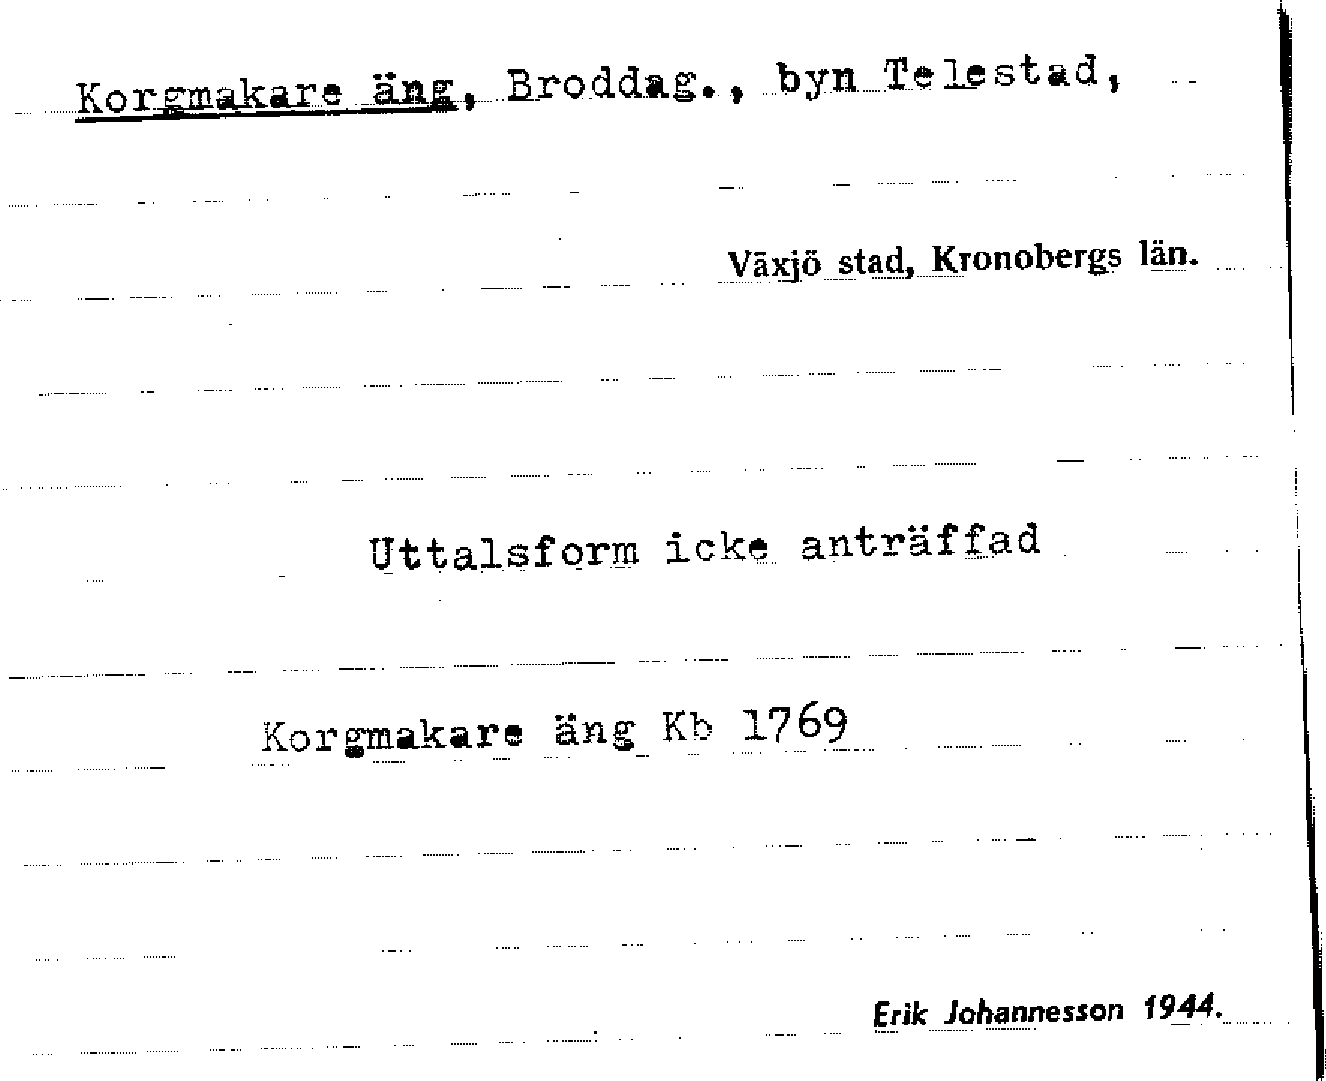 Korgmakare äng, Broddag., byn Telestad,
Växjö stad, Kronobergs län.
Uttalsform icke anträffad
Korgmakare äng Kb 1769
Erik Johannesson 1944.